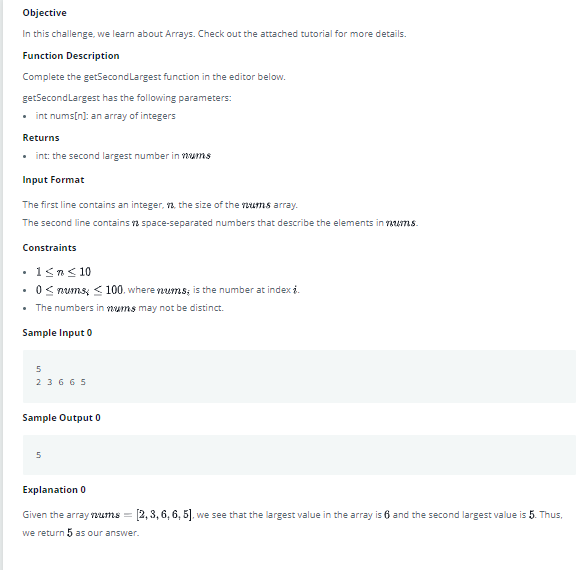 Objective
In this challenge, we learn about Arrays. Check out the attached tutorial for more details.
Function Description
Complete the getSecondLargest function in the editor below.
getSecondLargest has the following parameters:
• int nums[n]: an array of integers
Returns
• int: the second largest number in nums
Input Format
The first line contains an integer, n, the size of the nums array.
The second line contains n space-separated numbers that describe the elements in nums.
Constraints
• 1 ≤ n ≤ 10
• 0 ≤ numsᵢ ≤ 100, where numsᵢ is the number at index i.
• The numbers in nums may not be distinct.
Sample Input 0
5
2 3 6 6 5
Sample Output 0
5
Explanation 0
Given the array nums = [2, 3, 6, 6, 5], we see that the largest value in the array is 6 and the second largest value is 5. Thus,
we return 5 as our answer.